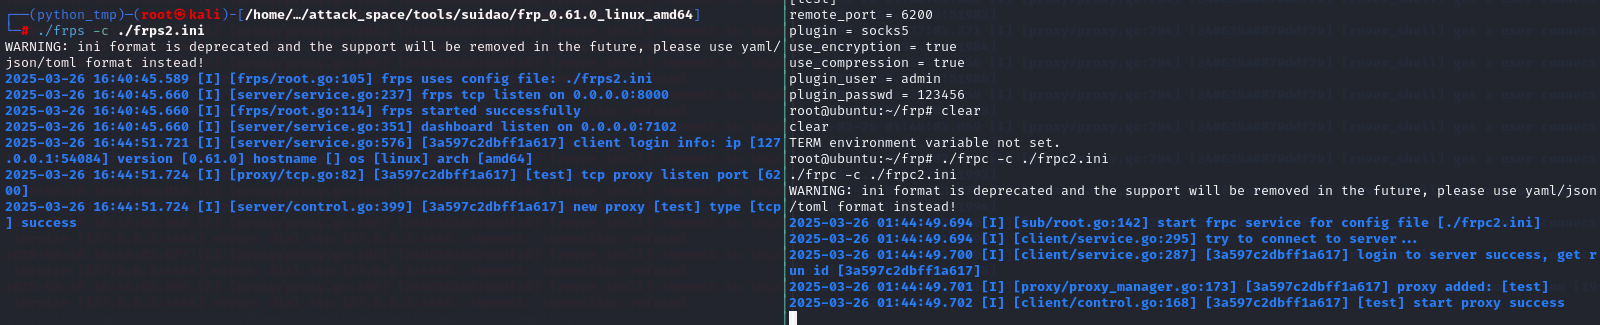 ┌──(python_tmp)─(root㉿kali)-[/home/…/attack_space/tools/suidao/frp_0.61.0_linux_amd64]
└─# ./frps -c ./frps2.ini
WARNING: ini format is deprecated and the support will be removed in the future, please use yaml/
json/toml format instead!
2025-03-26 16:40:45.589 [I] [frps/root.go:105] frps uses config file: ./frps2.ini
2025-03-26 16:40:45.660 [I] [server/service.go:237] frps tcp listen on 0.0.0.0:8000
2025-03-26 16:40:45.660 [I] [frps/root.go:114] frps started successfully
2025-03-26 16:40:45.660 [I] [server/service.go:351] dashboard listen on 0.0.0.0:7102
2025-03-26 16:44:51.721 [I] [server/service.go:576] [3a597c2dbff1a617] client login info: ip [127
.0.0.1:54084] version [0.61.0] hostname [] os [linux] arch [amd64]
2025-03-26 16:44:51.724 [I] [proxy/tcp.go:82] [3a597c2dbff1a617] [test] tcp proxy listen port [62
00]
2025-03-26 16:44:51.724 [I] [server/control.go:399] [3a597c2dbff1a617] new proxy [test] type [tcp
] success
[test]
remote_port = 6200
plugin = socks5
use_encryption = true
use_compression = true
plugin_user = admin
plugin_passwd = 123456
root@ubuntu:~/frp# clear
clear
TERM environment variable not set.
root@ubuntu:~/frp# ./frpc -c ./frpc2.ini
./frpc -c ./frpc2.ini
WARNING: ini format is deprecated and the support will be removed in the future, please use yaml/json
/toml format instead!
2025-03-26 01:44:49.694 [I] [sub/root.go:142] start frpc service for config file [./frpc2.ini]
2025-03-26 01:44:49.694 [I] [client/service.go:295] try to connect to server...
2025-03-26 01:44:49.700 [I] [client/service.go:287] [3a597c2dbff1a617] login to server success, get r
un id [3a597c2dbff1a617]
2025-03-26 01:44:49.701 [I] [proxy/proxy_manager.go:173] [3a597c2dbff1a617] proxy added: [test]
2025-03-26 01:44:49.702 [I] [client/control.go:168] [3a597c2dbff1a617] [test] start proxy success